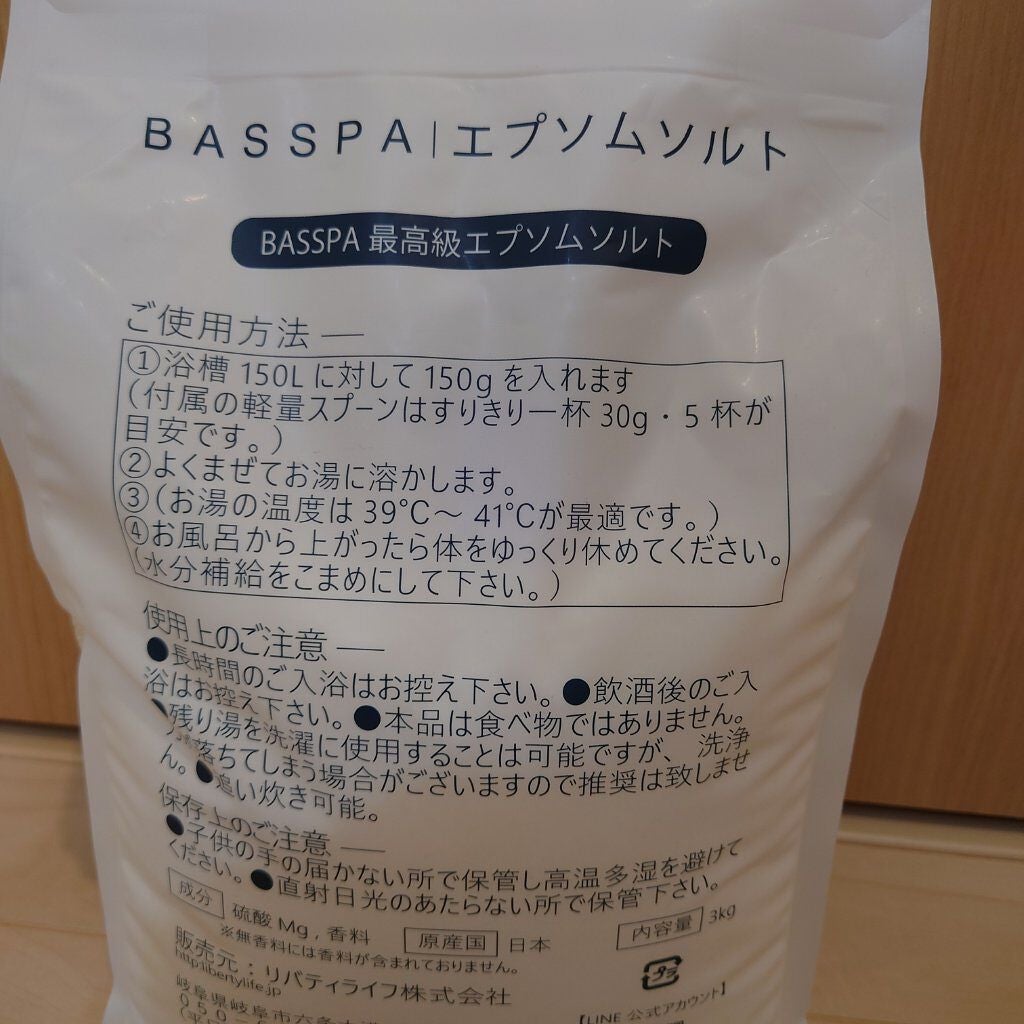 BASSPA|エプソムソルト
BASSPA 最高級エプソムソルト
ご使用方法 ―
①浴槽 150L に対して 150g を入れます
(付属の軽量スプーンはすりきり一杯 30g・5 杯が
目安です。)
②よくまぜてお湯に溶かします。
③(お湯の温度は 39℃～ 41℃が最適です。)
④お風呂から上がったら体をゆっくり休めてください。
(水分補給をこまめにして下さい。)
使用上のご注意 ―
●長時間のご入浴はお控え下さい。●飲酒後のご入
浴はお控え下さい。●本品は食べ物ではありません。
●残り湯を洗濯に使用することは可能ですが、洗浄
落ちてしまう場合がございますので推奨は致しませ
ん。●追い炊き可能。
保存上のご注意 ―
●子供の手の届かない所で保管し高温多湿を避けて
ください。●直射日光のあたらない所で保管下さい。
成分 硫酸 Mg , 香料 原産国 日本 内容量 3kg
※無香料には香料が含まれておりません。
販売元：リバティライフ株式会社
http:libertylife.jp
岐阜県岐阜市六条
050-
プラ
【LINE 公式アカウント】